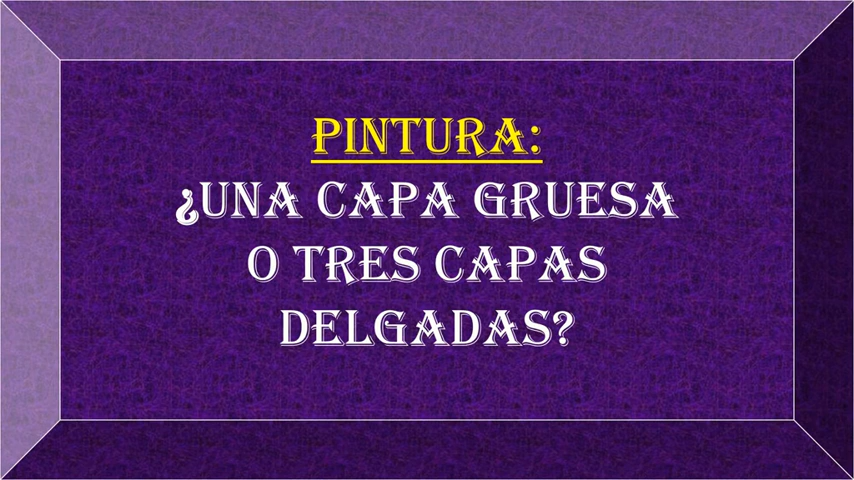 PINTURA:
¿UNA CAPA GRUESA
O TRES CAPAS
DELGADAS?